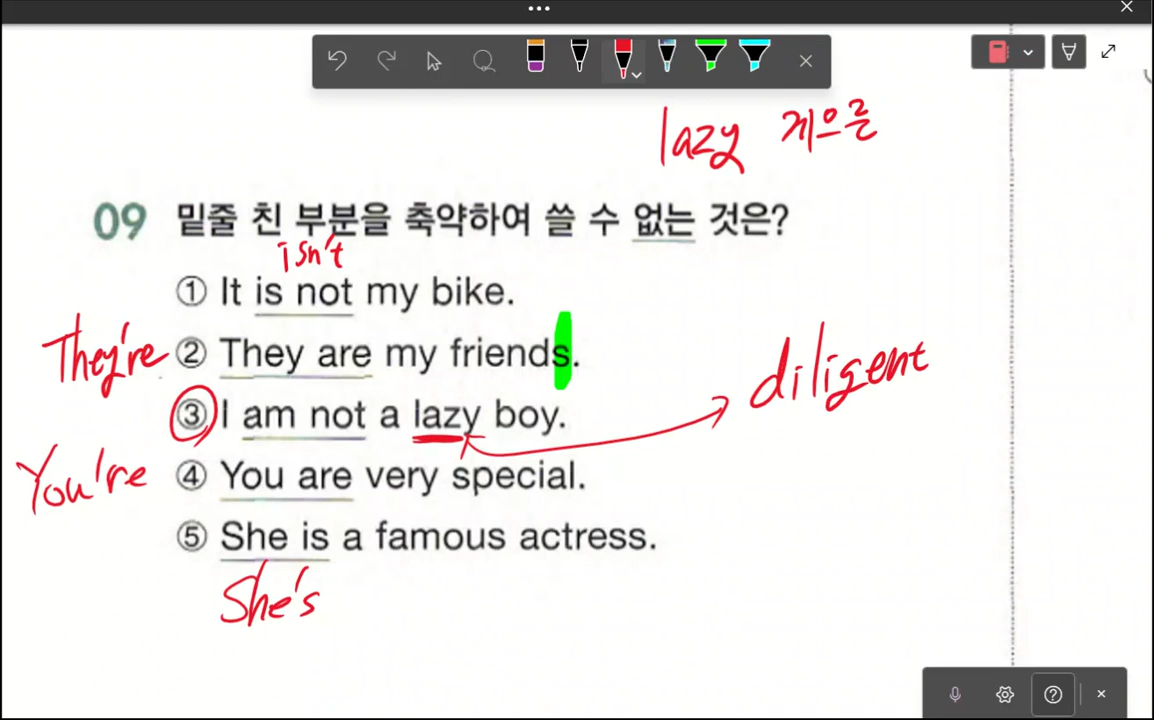 lazy 게으를
09 밑줄 친 부분을 축약하여 쓸 수 없는 것은?
isn't
① It is not my bike.
They're ② They are my friends.
diligent
③ I am not a lazy boy.
You're ④ You are very special.
⑤ She is a famous actress.
She's